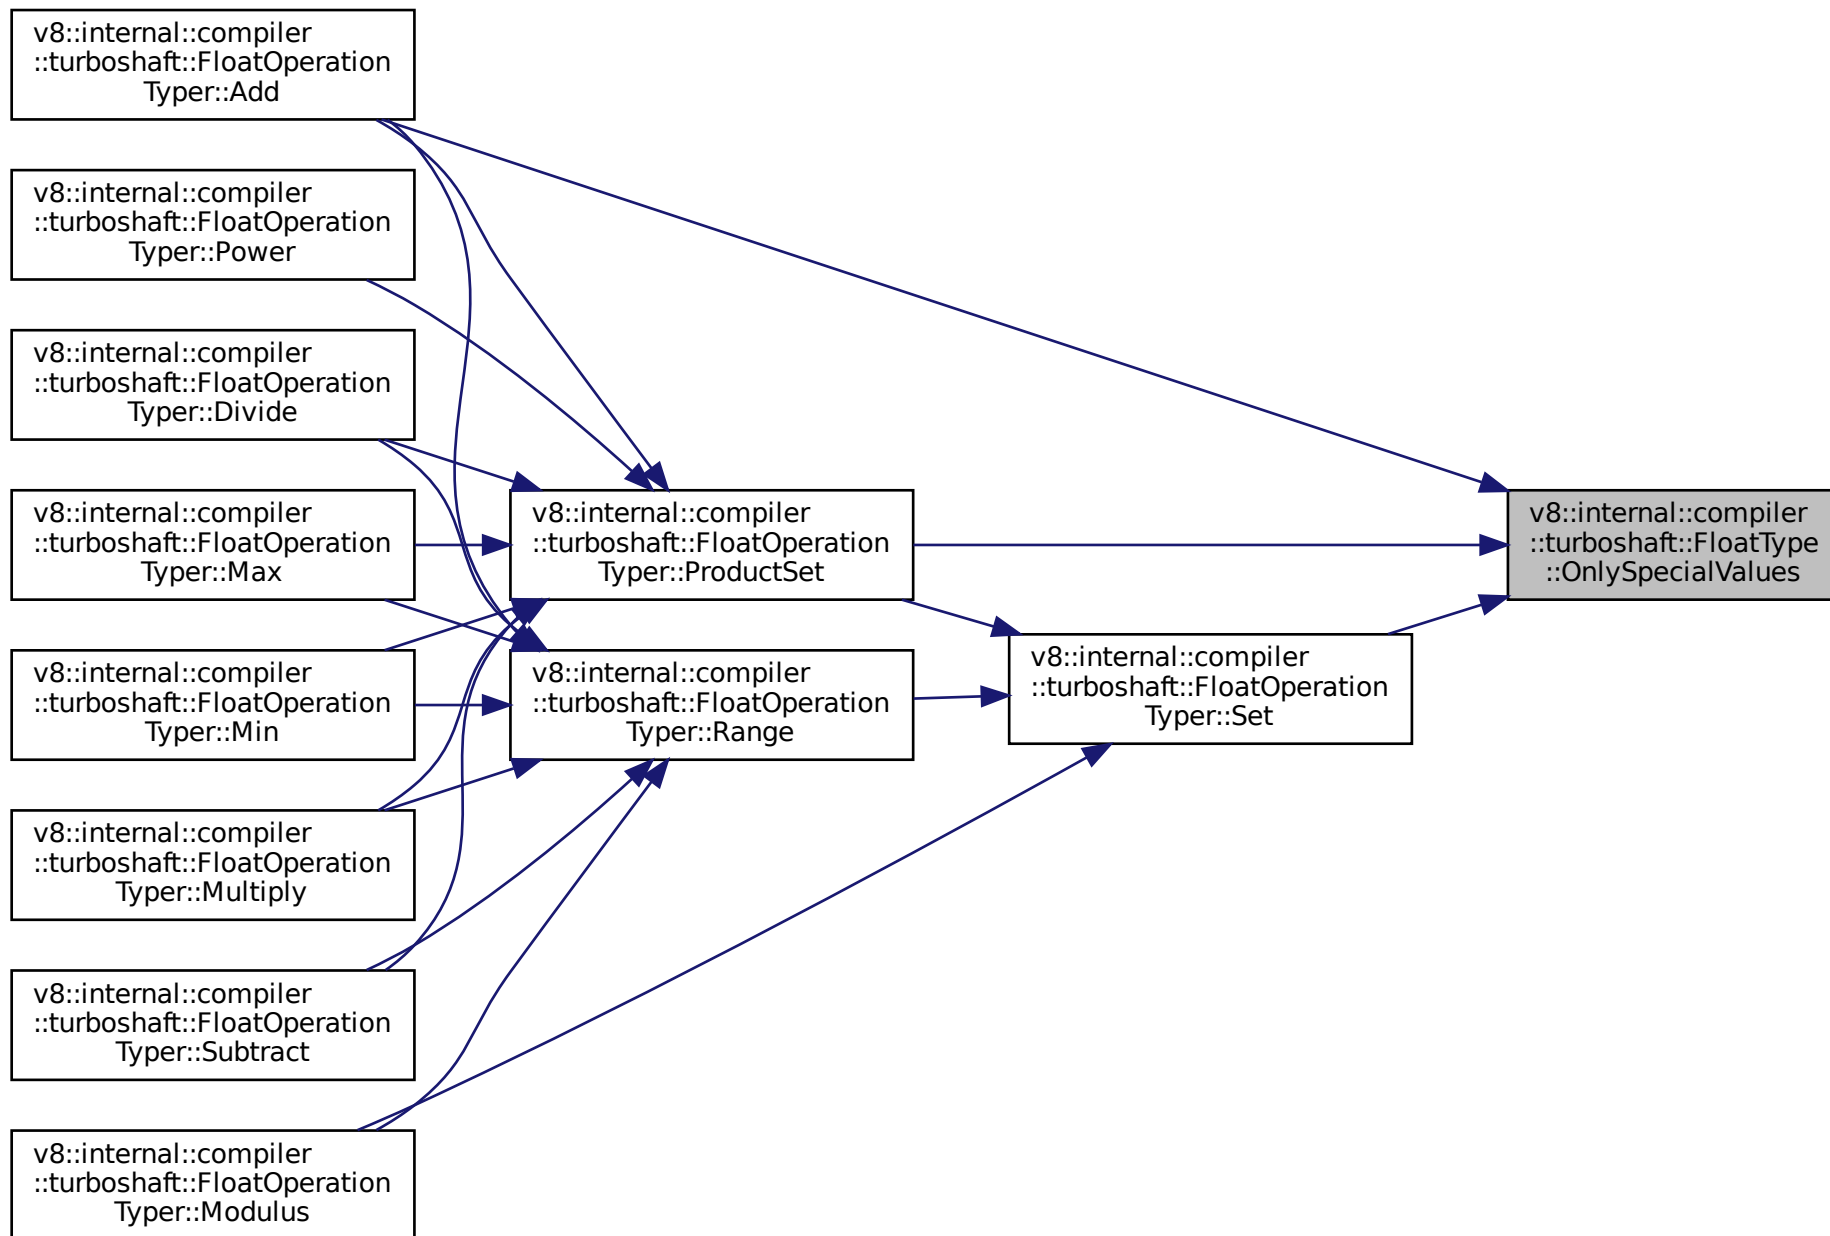 v8::internal::compiler
::turboshaft::FloatOperation
Typer::Add
v8::internal::compiler
::turboshaft::FloatOperation
Typer::Power
v8::internal::compiler
::turboshaft::FloatOperation
Typer::Divide
v8::internal::compiler
::turboshaft::FloatOperation
Typer::Max
v8::internal::compiler
::turboshaft::FloatOperation
Typer::Min
v8::internal::compiler
::turboshaft::FloatOperation
Typer::Multiply
v8::internal::compiler
::turboshaft::FloatOperation
Typer::Subtract
v8::internal::compiler
::turboshaft::FloatOperation
Typer::Modulus
v8::internal::compiler
::turboshaft::FloatOperation
Typer::ProductSet
v8::internal::compiler
::turboshaft::FloatOperation
Typer::Range
v8::internal::compiler
::turboshaft::FloatOperation
Typer::Set
v8::internal::compiler
::turboshaft::FloatType
::OnlySpecialValues